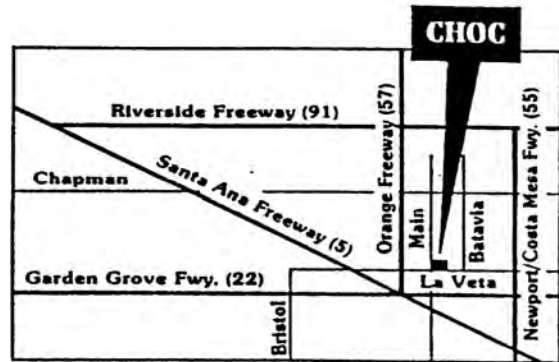 CHOC
Riverside Freeway (91)
Orange Freeway (57)
Newport/Costa Mesa Fwy. (55)
Santa Ana Freeway (5)
Chapman
Main
Batavia
Garden Grove Fwy. (22)
La Veta
Bristol